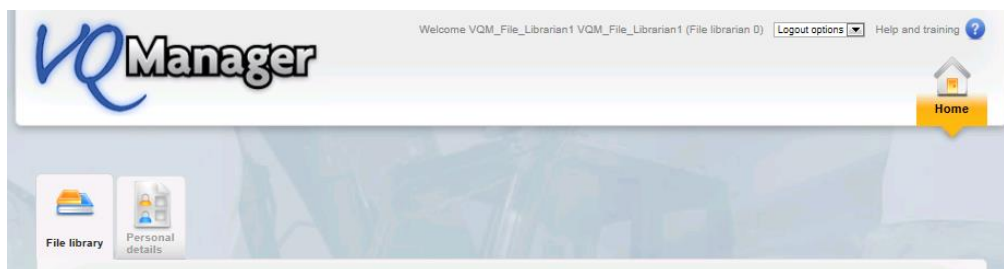 VQManager
Welcome VQM_File_Librarian1 VQM_File_Librarian1 (File librarian 0) Logout options Help and training ?
Home
File library
Personal
details